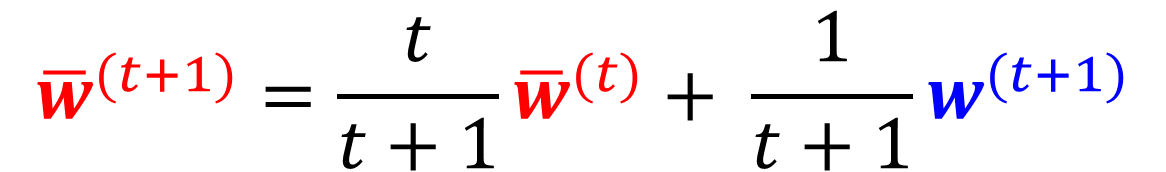 w̄^(t+1) = t/(t+1) w̄^(t) + 1/(t+1) w^(t+1)